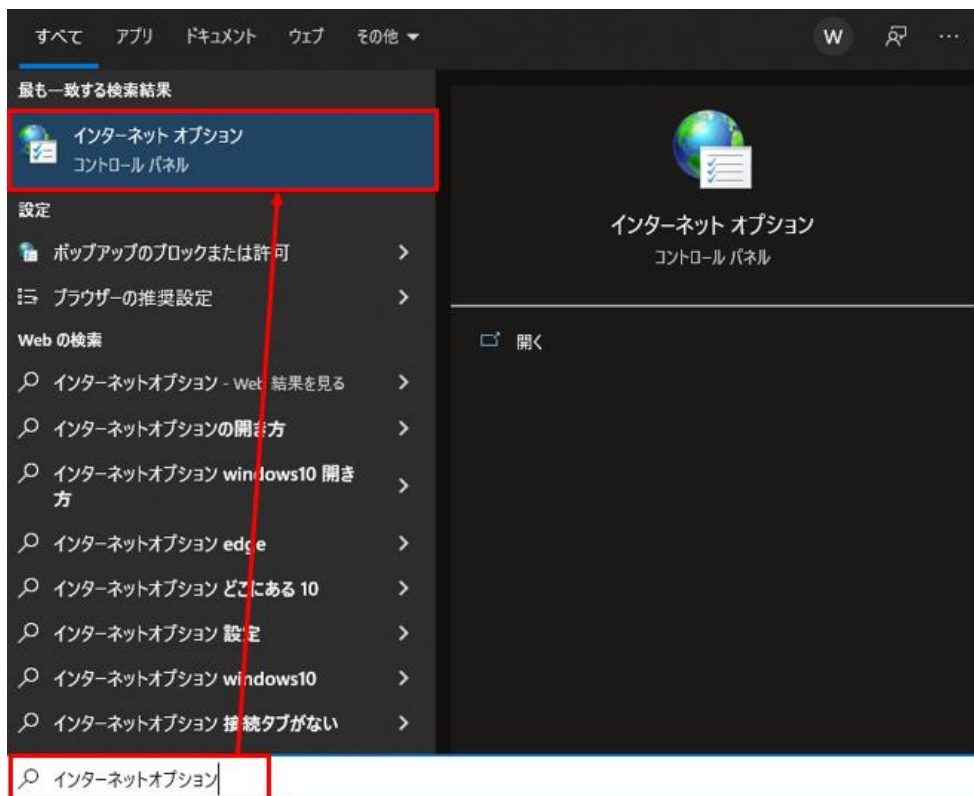 すべて アプリ ドキュメント ウェブ その他
W
最も一致する検索結果
インターネット オプション
コントロール パネル
設定
ポップアップのブロックまたは許可
ブラウザーの推奨設定
Web の検索
インターネットオプション - Web 結果を見る
インターネットオプションの開き方
インターネットオプション windows10 開き
方
インターネットオプション edge
インターネットオプション どこにある 10
インターネットオプション 設定
インターネットオプション windows10
インターネットオプション 接続タブがない
インターネットオプション
インターネット オプション
コントロール パネル
開く